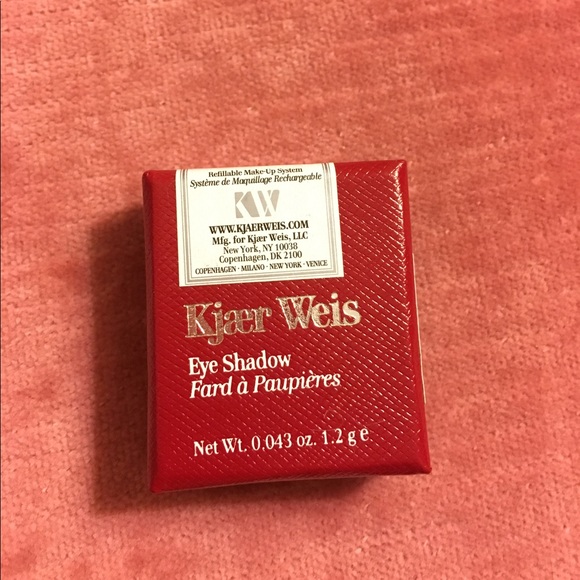 Refillable Make-Up System
Système de Maquillage Rechargeable
KW
WWW.KJAERWEIS.COM
Mfg. for Kjær Weis, LLC
New York, NY 10038
Copenhagen, DK 2100
COPENHAGEN · MILANO · NEW YORK · VENICE
Kjær Weis
Eye Shadow
Fard à Paupières
Net Wt. 0.043 oz. 1.2 g e